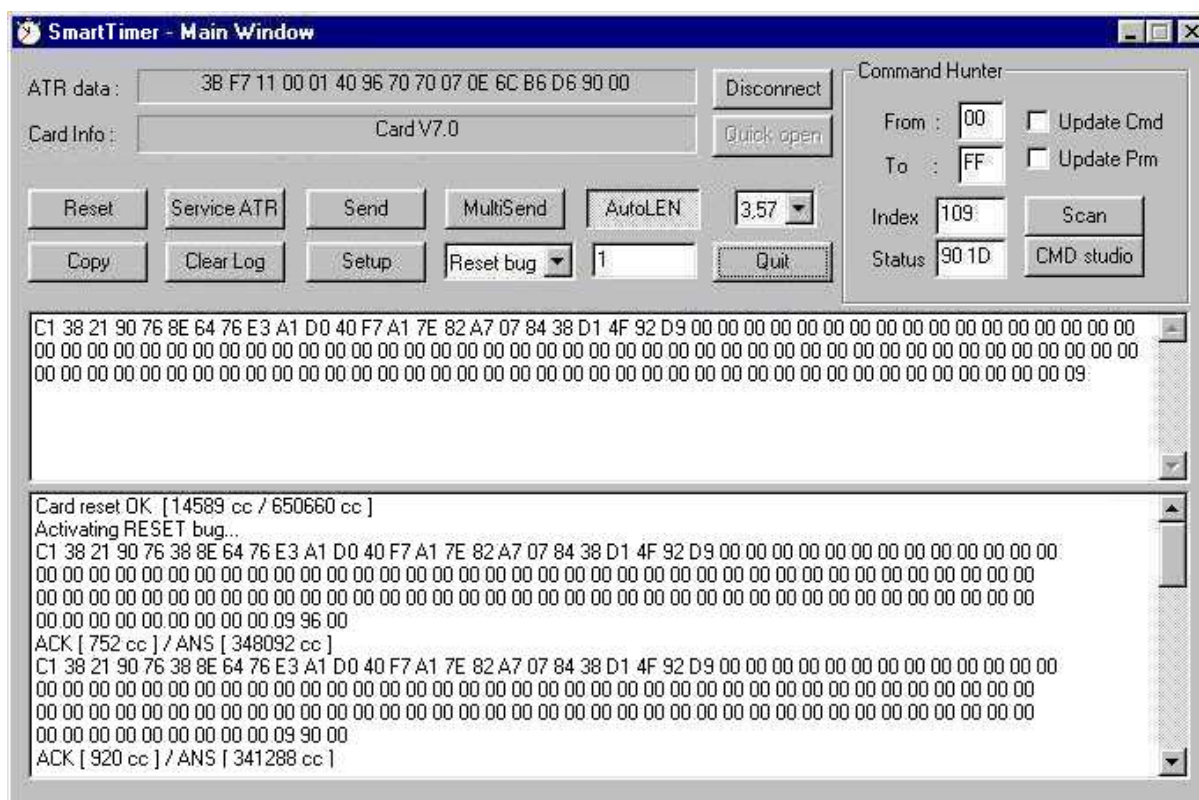 SmartTimer - Main Window
ATR data : 3B F7 11 00 01 40 96 70 70 07 0E 6C B6 D6 90 00 Disconnect
Card Info : Card V7.0 Quick open
Command Hunter
From : 00 Update Cmd
To : FF Update Prm
Index 109 Scan
Status 90 1D CMD studio
Reset Service ATR Send MultiSend AutoLEN 3,57
Copy Clear Log Setup Reset bug 1 Quit
C1 38 21 90 76 8E 64 76 E3 A1 D0 40 F7 A1 7E 82 A7 07 84 38 D1 4F 92 D9 00 00 00 00 00 00 00 00 00 00 00 00 00 00 00 00 00
00 00 00 00 00 00 00 00 00 00 00 00 00 00 00 00 00 00 00 00 00 00 00 00 00 00 00 00 00 00 00 00 00 00 00 00 00 00 00 00 00 00
00 00 00 00 00 00 00 00 00 00 00 00 00 00 00 00 00 00 00 00 00 00 00 00 00 00 00 00 00 00 00 00 00 00 00 00 00 00 00 09
Card reset OK [ 14589 cc / 650660 cc ]
Activating RESET bug...
C1 38 21 90 76 38 8E 64 76 E3 A1 D0 40 F7 A1 7E 82 A7 07 84 38 D1 4F 92 D9 00 00 00 00 00 00 00 00 00 00 00 00 00
00 00 00 00 00 00 00 00 00 00 00 00 00 00 00 00 00 00 00 00 00 00 00 00 00 00 00 00 00 00 00 00 00 00 00 00 00 00
00 00 00 00 00 00 00 00 00 00 00 00 00 00 00 00 00 00 00 00 00 00 00 00 00 00 00 00 00 00 00 00 00 00 00 00 00 00
00 00 00 00 00 00 00 00 00 09 96 00
ACK [ 752 cc ] / ANS [ 348092 cc ]
C1 38 21 90 76 38 8E 64 76 E3 A1 D0 40 F7 A1 7E 82 A7 07 84 38 D1 4F 92 D9 00 00 00 00 00 00 00 00 00 00 00 00 00
00 00 00 00 00 00 00 00 00 00 00 00 00 00 00 00 00 00 00 00 00 00 00 00 00 00 00 00 00 00 00 00 00 00 00 00 00 00
00 00 00 00 00 00 00 00 00 00 00 00 00 00 00 00 00 00 00 00 00 00 00 00 00 00 00 00 00 00 00 00 00 00 00 00 00 00
00 00 00 00 00 00 00 00 00 09 90 00
ACK [ 920 cc ] / ANS [ 341288 cc ]